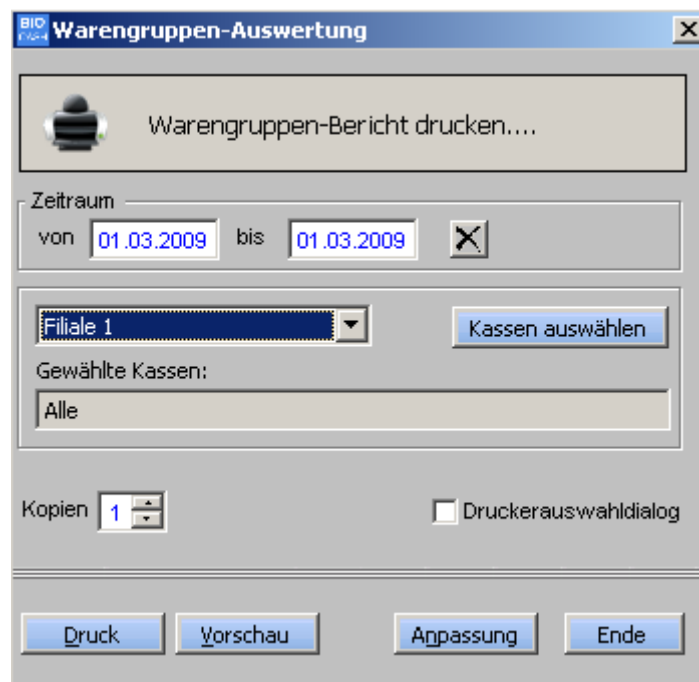 BIO
CASH
Warengruppen-Auswertung
Warengruppen-Bericht drucken....
Zeitraum
von 01.03.2009 bis 01.03.2009
Filiale 1
Kassen auswählen
Gewählte Kassen:
Alle
Kopien 1
Druckerauswahldialog
Druck Vorschau Anpassung Ende